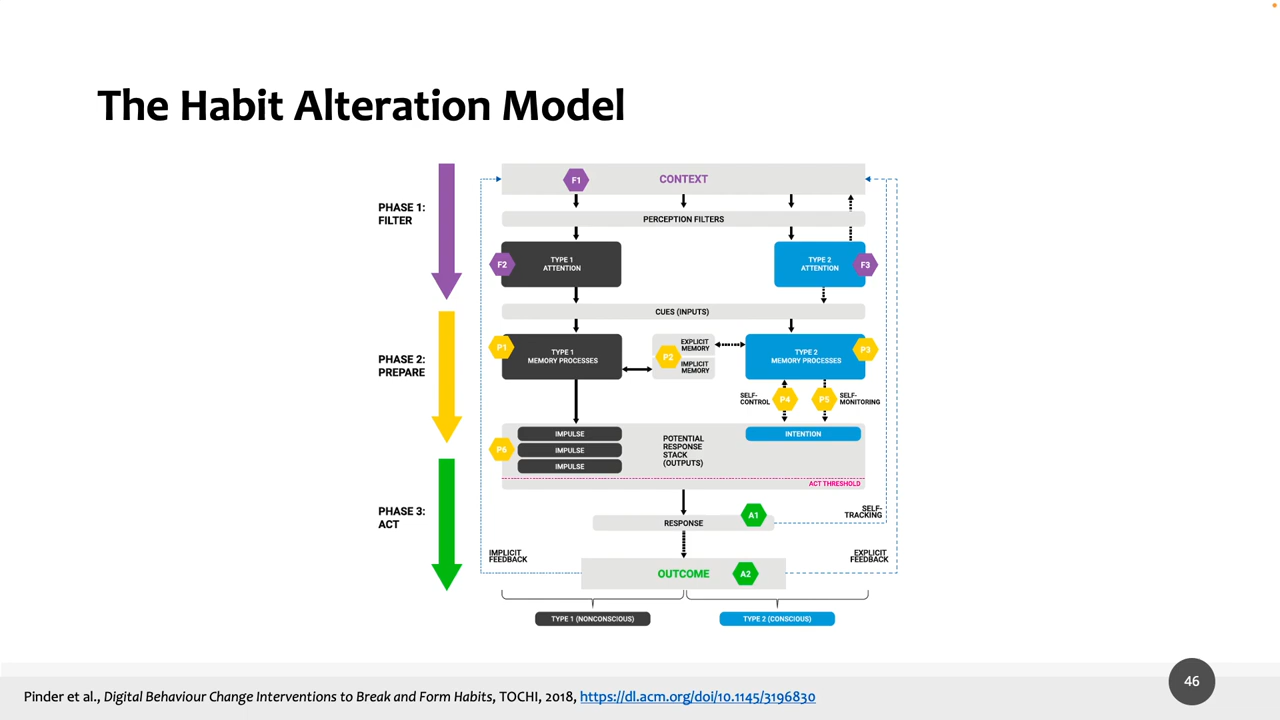 The Habit Alteration Model
PHASE 1:
FILTER
PHASE 2:
PREPARE
PHASE 3:
ACT
F1
CONTEXT
PERCEPTION FILTERS
F2
TYPE 1
ATTENTION
TYPE 2
ATTENTION
F3
CUES (INPUTS)
P1
TYPE 1
MEMORY PROCESSES
P2
EXPLICIT
MEMORY
IMPLICIT
MEMORY
TYPE 2
MEMORY PROCESSES
P3
SELF-
CONTROL
P4
P5
SELF-
MONITORING
P6
IMPULSE
IMPULSE
IMPULSE
POTENTIAL
RESPONSE
STACK
(OUTPUTS)
INTENTION
ACT THRESHOLD
RESPONSE
A1
SELF-
TRACKING
IMPLICIT
FEEDBACK
OUTCOME
A2
EXPLICIT
FEEDBACK
TYPE 1 (NONCONSCIOUS)
TYPE 2 (CONSCIOUS)
Pinder et al., Digital Behaviour Change Interventions to Break and Form Habits, TOCHI, 2018, https://dl.acm.org/doi/10.1145/3196830
46